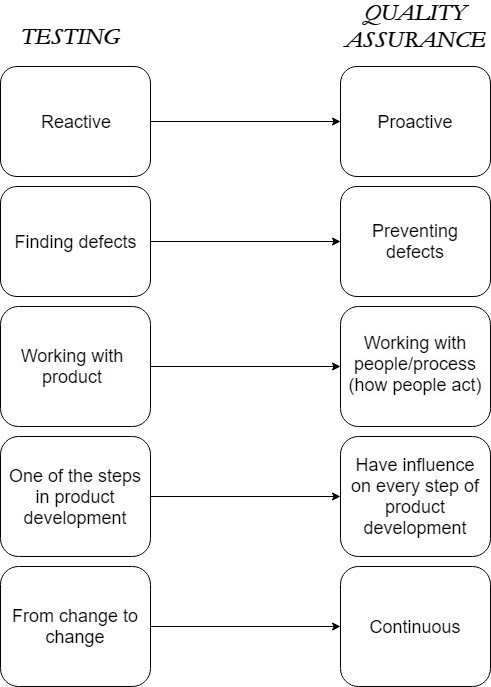 TESTING
QUALITY
ASSURANCE
Reactive
Proactive
Finding defects
Preventing
defects
Working with
product
Working with
people/process
(how people act)
One of the steps
in product
development
Have influence
on every step of
product
development
From change to
change
Continuous